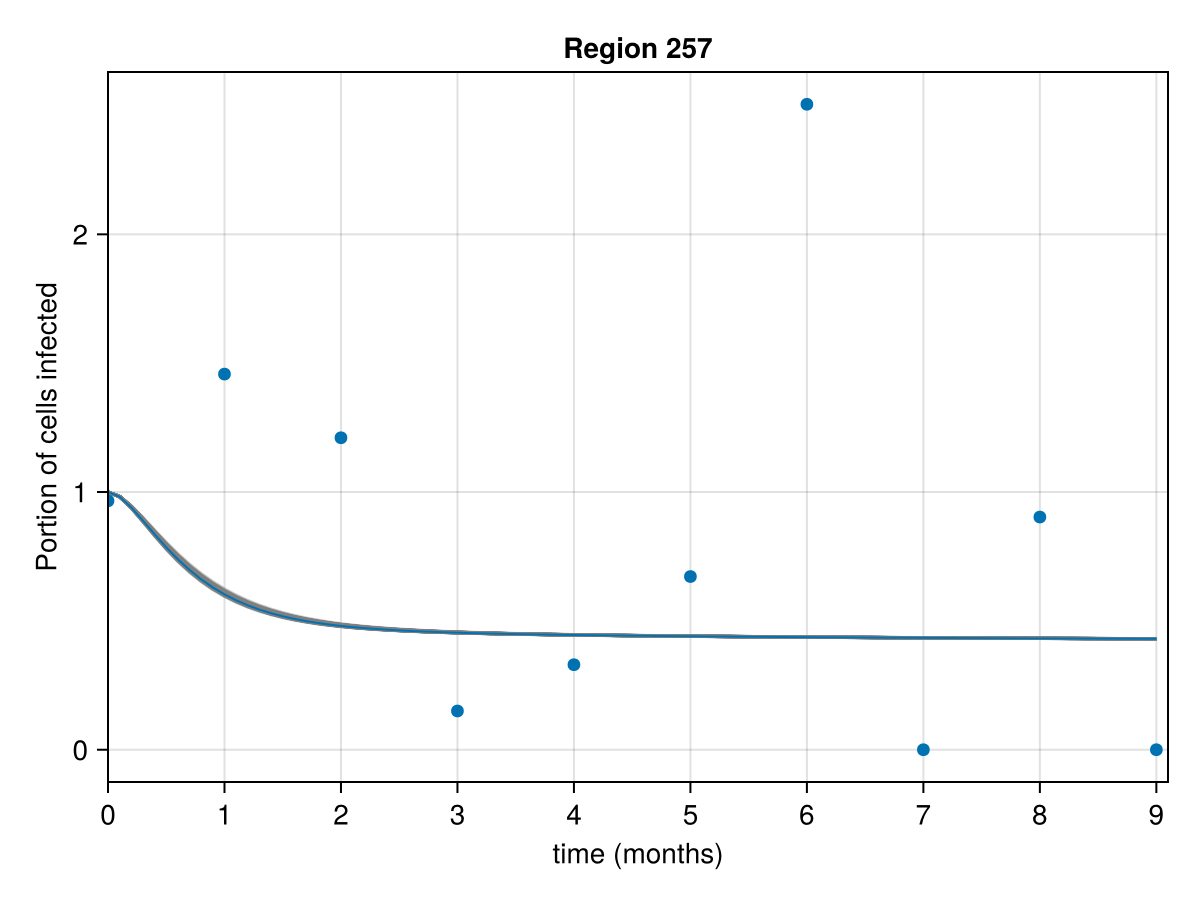 Region 257
Portion of cells infected
2
1
0
0 1 2 3 4 5 6 7 8 9
time (months)